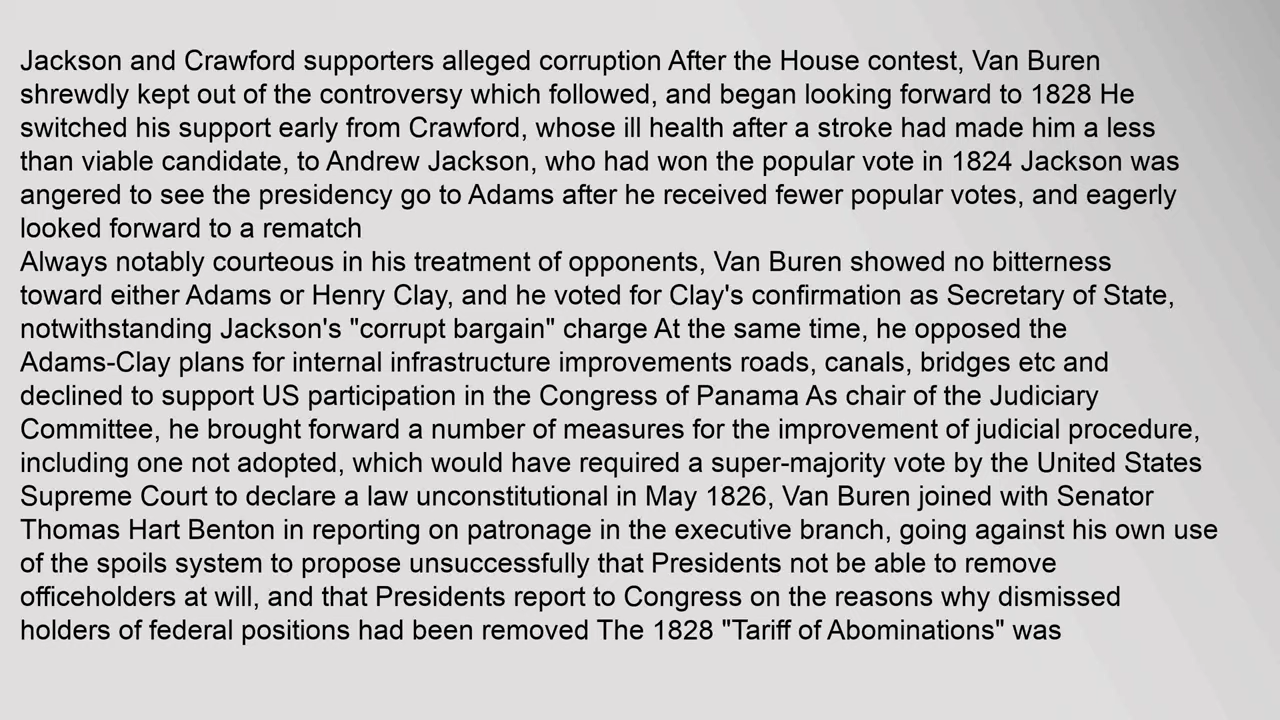 Jackson and Crawford supporters alleged corruption After the House contest, Van Buren
shrewdly kept out of the controversy which followed, and began looking forward to 1828 He
switched his support early from Crawford, whose ill health after a stroke had made him a less
than viable candidate, to Andrew Jackson, who had won the popular vote in 1824 Jackson was
angered to see the presidency go to Adams after he received fewer popular votes, and eagerly
looked forward to a rematch
Always notably courteous in his treatment of opponents, Van Buren showed no bitterness
toward either Adams or Henry Clay, and he voted for Clay's confirmation as Secretary of State,
notwithstanding Jackson's "corrupt bargain" charge At the same time, he opposed the
Adams-Clay plans for internal infrastructure improvements roads, canals, bridges etc and
declined to support US participation in the Congress of Panama As chair of the Judiciary
Committee, he brought forward a number of measures for the improvement of judicial procedure,
including one not adopted, which would have required a super-majority vote by the United States
Supreme Court to declare a law unconstitutional in May 1826, Van Buren joined with Senator
Thomas Hart Benton in reporting on patronage in the executive branch, going against his own use
of the spoils system to propose unsuccessfully that Presidents not be able to remove
officeholders at will, and that Presidents report to Congress on the reasons why dismissed
holders of federal positions had been removed The 1828 "Tariff of Abominations" was